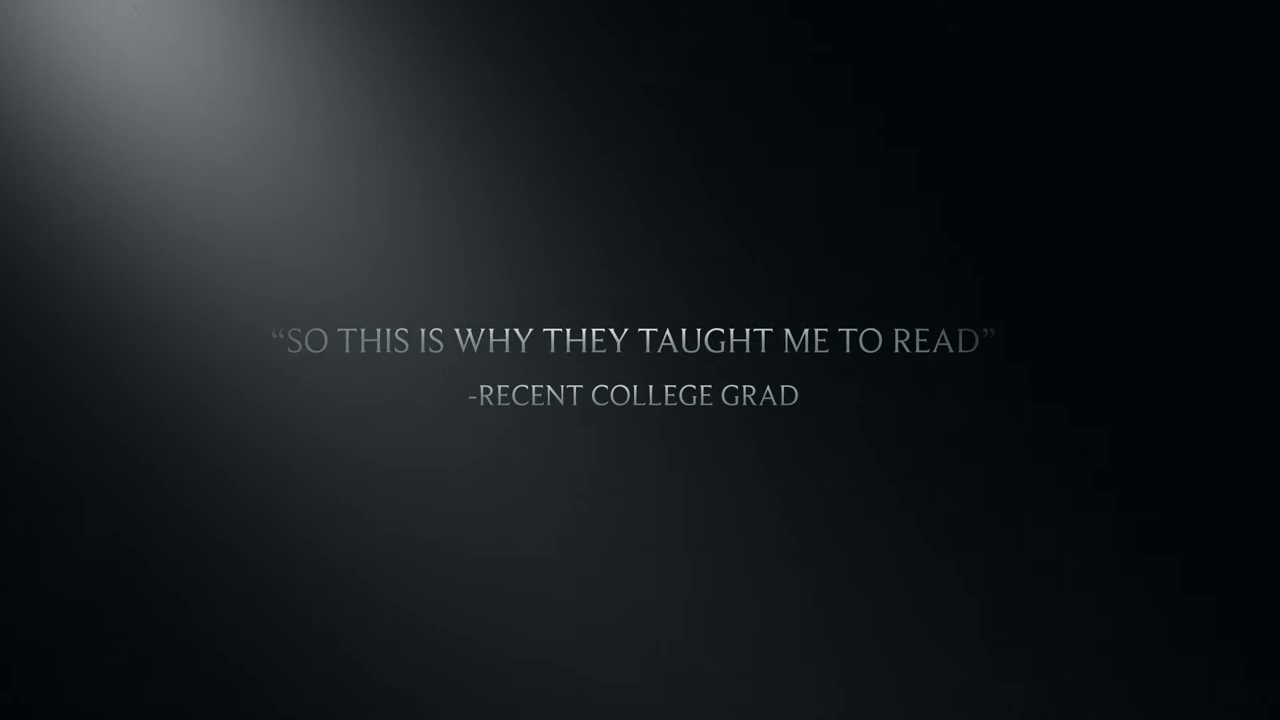 “SO THIS IS WHY THEY TAUGHT ME TO READ”
-RECENT COLLEGE GRAD